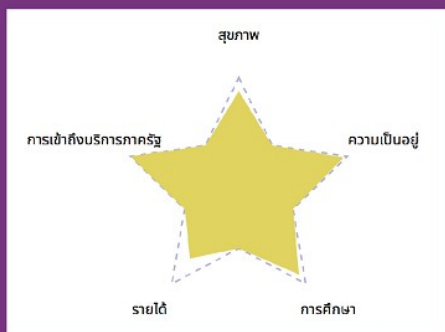 สุขภาพ
การเข้าถึงบริการภาครัฐ
ความเป็นอยู่
รายได้
การศึกษา